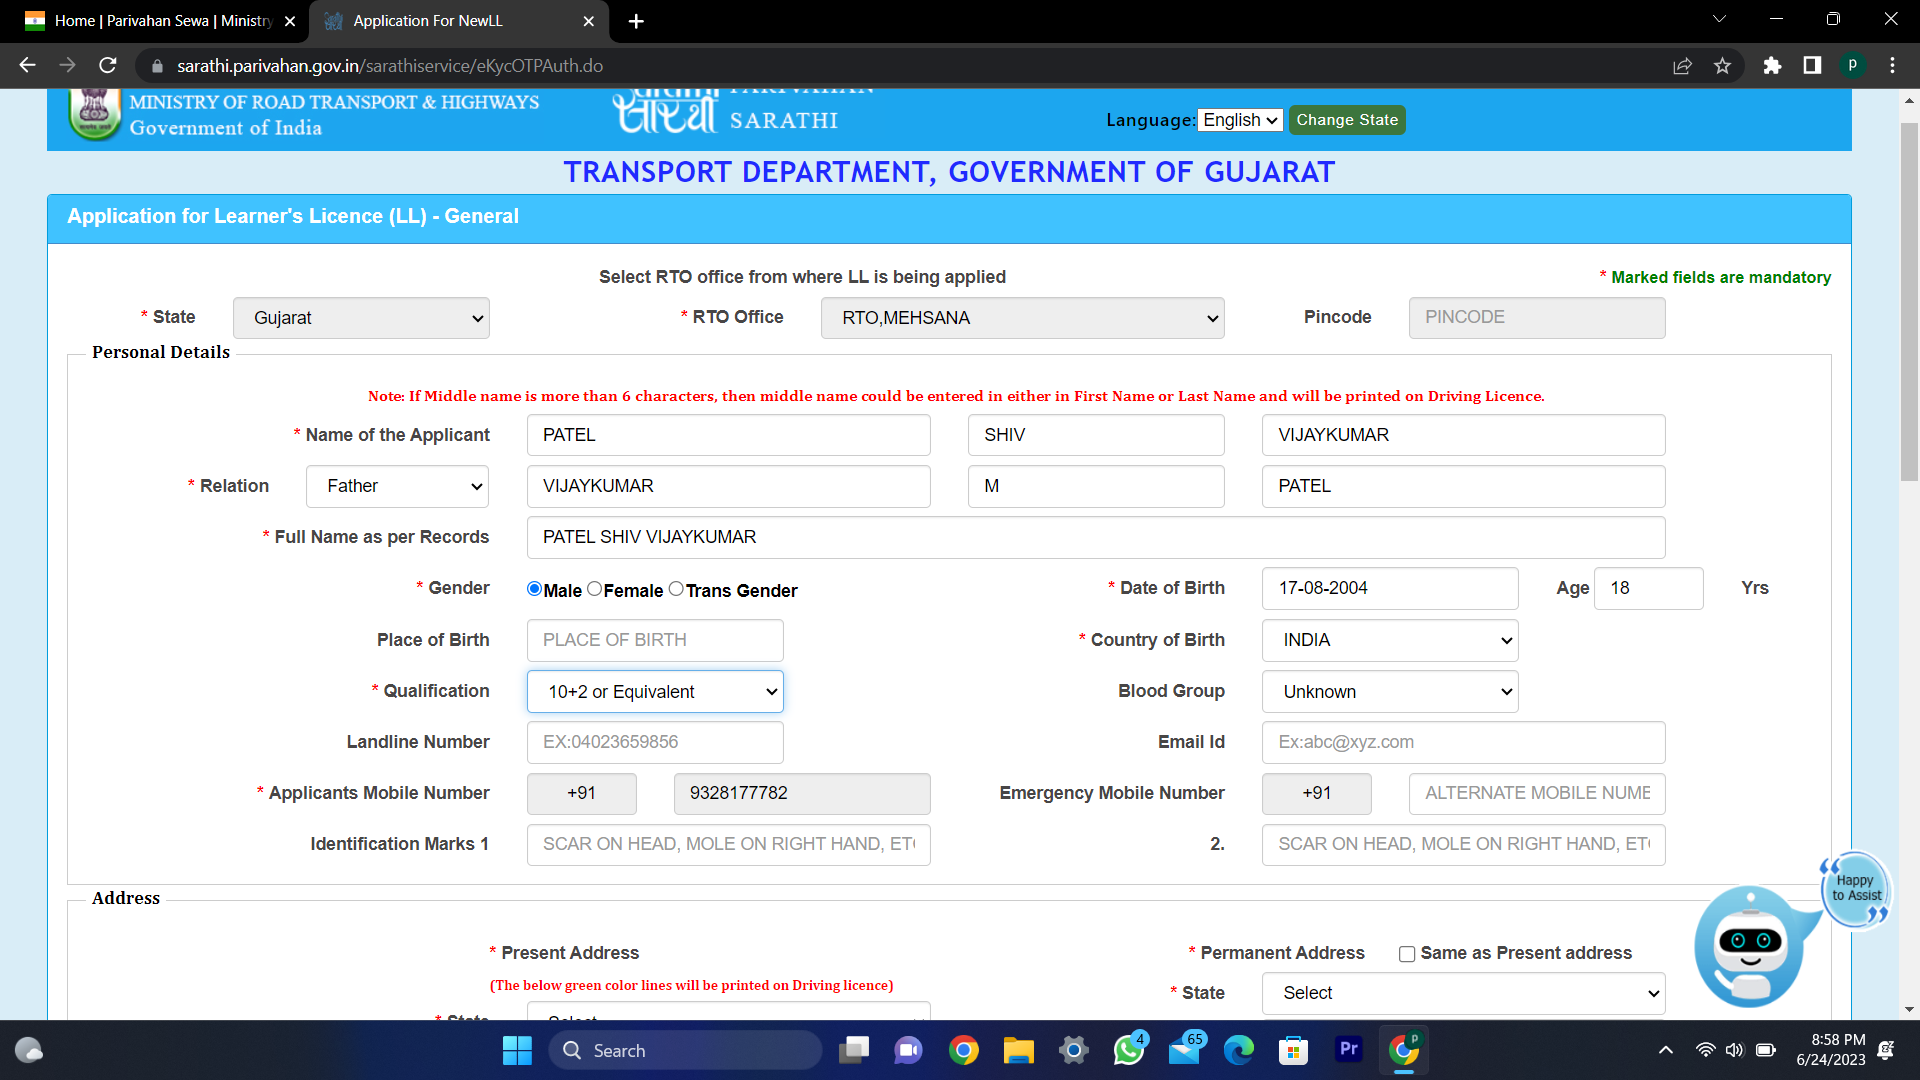 Home | Parivahan Sewa | Ministry
Application For NewLL
sarathi.parivahan.gov.in/sarathiservice/eKycOTPAuth.do
P
MINISTRY OF ROAD TRANSPORT & HIGHWAYS
Government of India
SARATHI
Language: English Change State
TRANSPORT DEPARTMENT, GOVERNMENT OF GUJARAT
Application for Learner's Licence (LL) - General
Select RTO office from where LL is being applied
* Marked fields are mandatory
* State Gujarat * RTO Office RTO,MEHSANA Pincode PINCODE
Personal Details
Note: If Middle name is more than 6 characters, then middle name could be entered in either in First Name or Last Name and will be printed on Driving Licence.
* Name of the Applicant PATEL SHIV VIJAYKUMAR
* Relation Father VIJAYKUMAR M PATEL
* Full Name as per Records PATEL SHIV VIJAYKUMAR
* Gender Male Female Trans Gender * Date of Birth 17-08-2004 Age 18 Yrs
Place of Birth PLACE OF BIRTH * Country of Birth INDIA
* Qualification 10+2 or Equivalent Blood Group Unknown
Landline Number EX:04023659856 Email Id Ex:abc@xyz.com
* Applicants Mobile Number +91 9328177782 Emergency Mobile Number +91 ALTERNATE MOBILE NUME
Identification Marks 1 SCAR ON HEAD, MOLE ON RIGHT HAND, ET 2. SCAR ON HEAD, MOLE ON RIGHT HAND, ET
Happy
to Assist
Address
* Present Address * Permanent Address Same as Present address
(The below green color lines will be printed on Driving licence)
* State Select
* State Select
Search
4
65
Pr
P
8:58 PM
6/24/2023